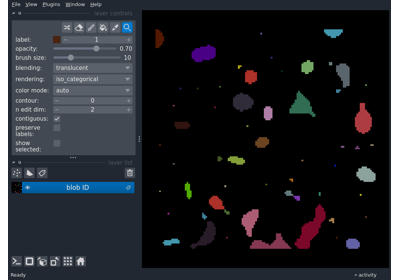 File View Plugins Window Help
layer controls
label: 1
opacity: 0.70
brush size: 10
blending: translucent
rendering: iso_categorical
color mode: auto
contour: 0
n edit dim: 2
contiguous:
preserve
labels:
show
selected:
layer list
blob ID
Ready
activity